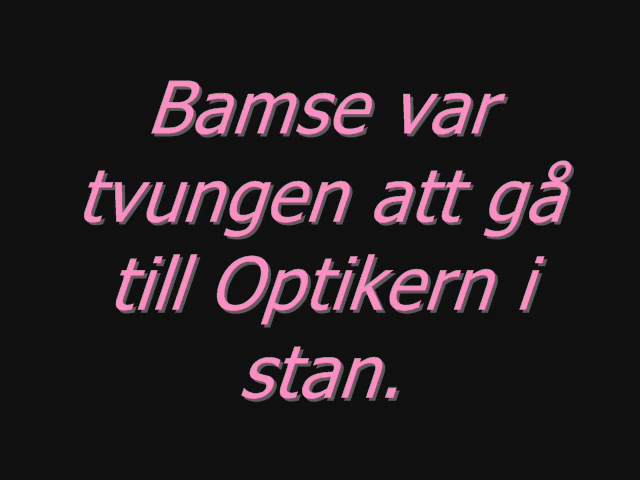 Bamse var
tvungen att gå
till Optikern i
stan.